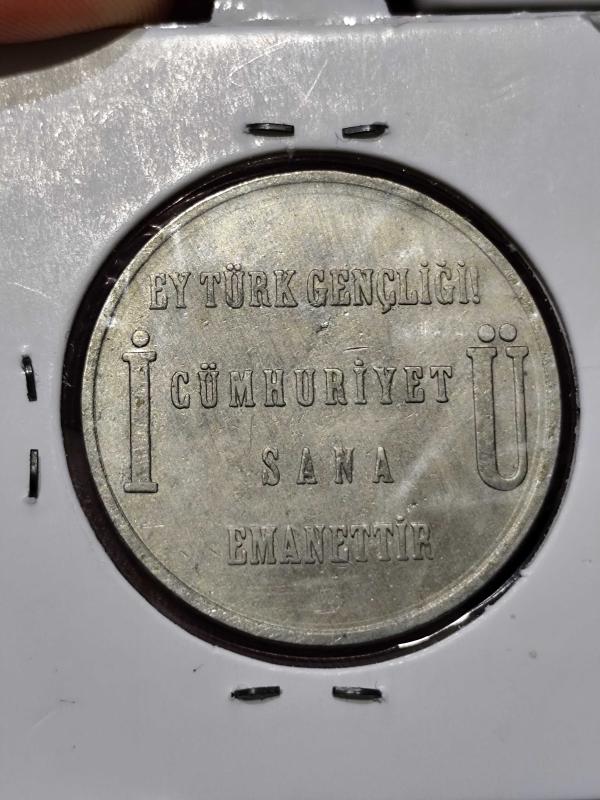 EY TÜRK GENÇLİĞİ!
İ CÜMHURİYET Ü
SANA
EMANETTİR